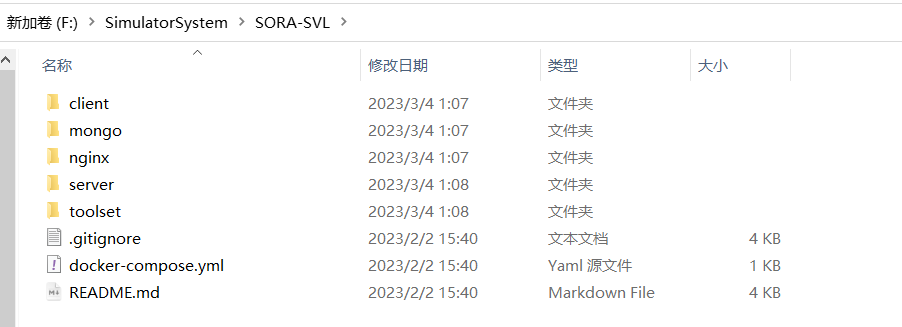 新加卷 (F:) > SimulatorSystem > SORA-SVL >
名称 修改日期 类型 大小
client 2023/3/4 1:07 文件夹
mongo 2023/3/4 1:07 文件夹
nginx 2023/3/4 1:07 文件夹
server 2023/3/4 1:08 文件夹
toolset 2023/3/4 1:08 文件夹
.gitignore 2023/2/2 15:40 文本文档 4 KB
docker-compose.yml 2023/2/2 15:40 Yaml 源文件 1 KB
README.md 2023/2/2 15:40 Markdown File 4 KB